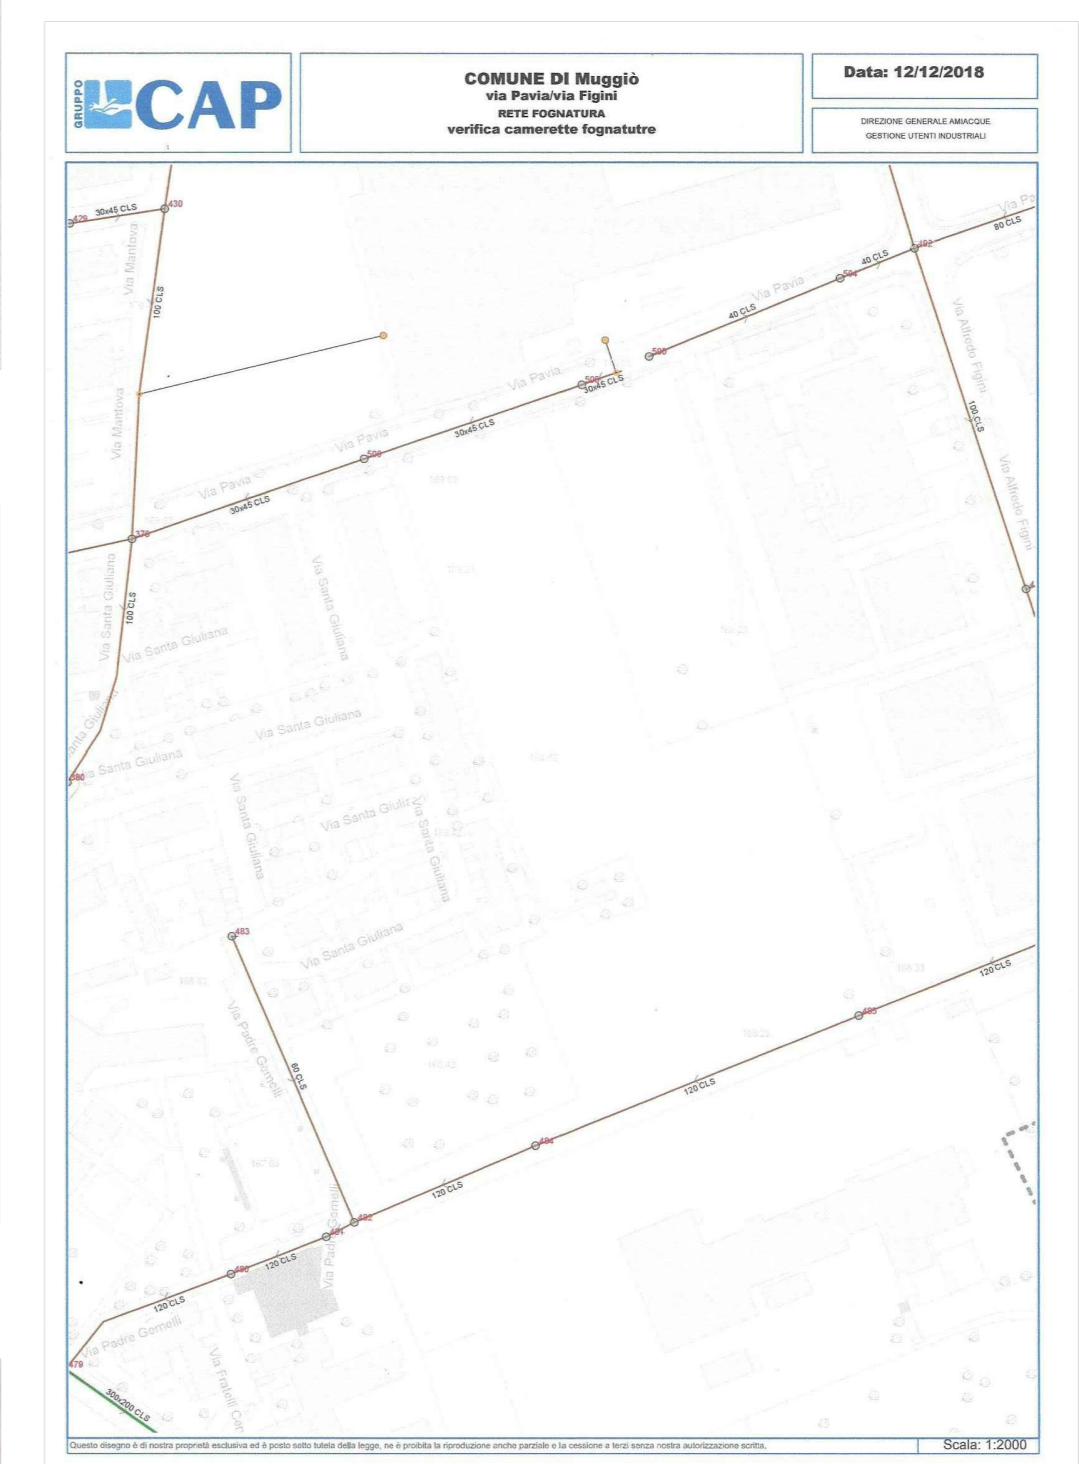 GRUPPO
CAP
COMUNE DI Muggiò
via Pavia/via Figini
RETE FOGNATURA
verifica camerette fognatutre
Data: 12/12/2018
DIREZIONE GENERALE AMIACQUE
GESTIONE UTENTI INDUSTRIALI
429
30x45 CLS
430
Via Mantova
100 CLS
Via Mantova
492
80 CLS
40 CLS
Via Pavia
40 CLS
Via Alfredo Figini
Via Pavia
30x45 CLS
100 CLS
Via Alfredo Figini
Via Pavia
30x45 CLS
Via Pavia
30x45 CLS
Via Santa Giuliana
100 CLS
Via Santa Giuliana
Via Santa Giuliana
Via Santa Giuliana
380
Via Santa Giuliana
Via Santa Giuliana
Via Santa Giuliana
483
Via Santa Giuliana
120 CLS
485
Via Padre Gemelli
60 CLS
120 CLS
484
120 CLS
482
481
Via Padre Gemelli
120 CLS
480
120 CLS
Via Padre Gemelli
479
300x200 CLS
Questo disegno è di nostra proprietà esclusiva ed è posto sotto tutela della legge, ne è proibita la riproduzione anche parziale e la cessione a terzi senza nostra autorizzazione scritta.
Scala: 1:2000